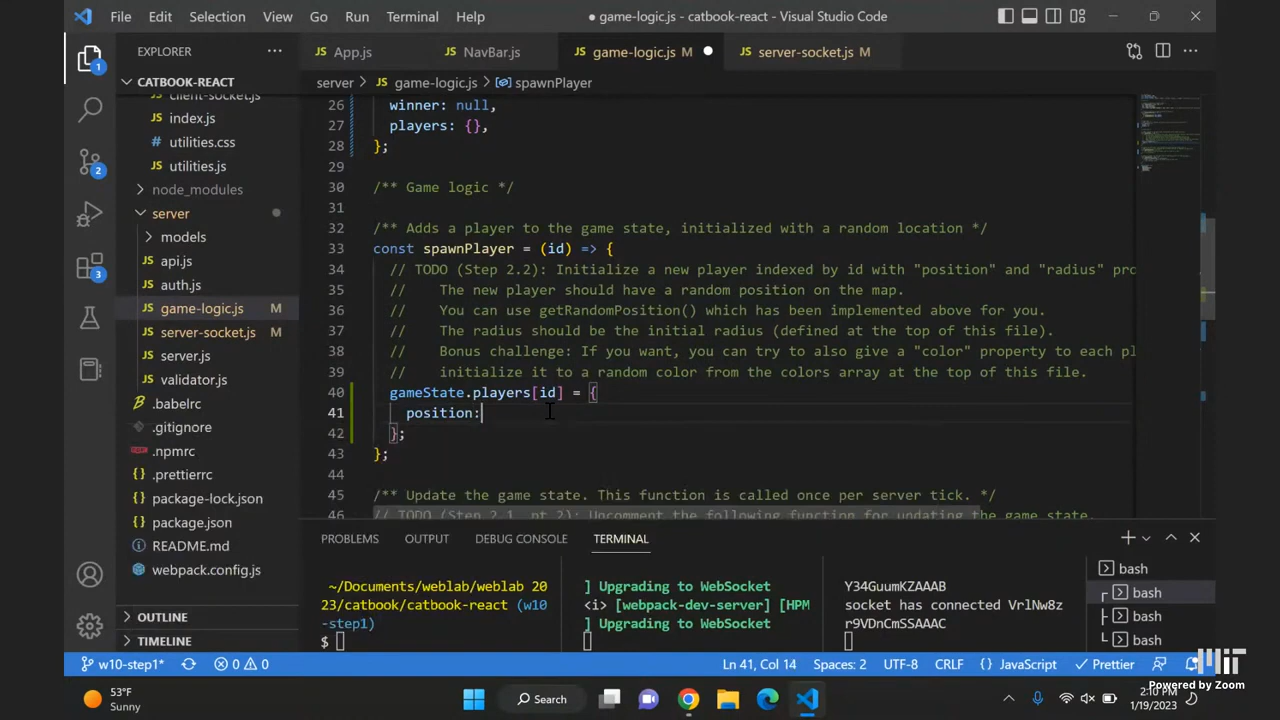 File Edit Selection View Go Run Terminal Help
● game-logic.js • catbook-react - Visual Studio Code
EXPLORER
CATBOOK-REACT
client-socket.js
index.js
# utilities.css
JS utilities.js
node_modules
server
models
JS api.js
JS auth.js
JS game-logic.js M
JS server-socket.js M
JS server.js
JS validator.js
.babelrc
.gitignore
.npmrc
{} .prettierrc
{} package-lock.json
{} package.json
README.md
webpack.config.js
OUTLINE
TIMELINE
1
2
3
JS App.js
JS NavBar.js
JS game-logic.js M ●
JS server-socket.js M
server > JS game-logic.js > spawnPlayer
26 winner: null,
27 players: {},
28 };
29
30 /** Game logic */
31
32 /** Adds a player to the game state, initialized with a random location */
33 const spawnPlayer = (id) => {
34 // TODO (Step 2.2): Initialize a new player indexed by id with "position" and "radius" pro
35 // The new player should have a random position on the map.
36 // You can use getRandomPosition() which has been implemented above for you.
37 // The radius should be the initial radius (defined at the top of this file).
38 // Bonus challenge: If you want, you can try to also give a "color" property to each pl
39 // initialize it to a random color from the colors array at the top of this file.
40 gameState.players[id] = {
41 position:
42 };
43 };
44
45 /** Update the game state. This function is called once per server tick. */
46 // TODO (Step 2.1, pt 2): Uncomment the following function for updating the game state.
PROBLEMS OUTPUT DEBUG CONSOLE TERMINAL
~/Documents/weblab/weblab 20
23/catbook/catbook-react (w10
-step1)
$
] Upgrading to WebSocket
<i> [webpack-dev-server] [HPM
] Upgrading to WebSocket
Y34GuumKZAAAB
socket has connected VrlNw8z
r9VDnCmSSAAAC
bash
bash
bash
bash
w10-step1* 0 0
Ln 41, Col 14 Spaces: 2 UTF-8 CRLF {} JavaScript Prettier
53°F
Sunny
Search
2:10 PM
1/19/2023
MIT
Powered by Zoom